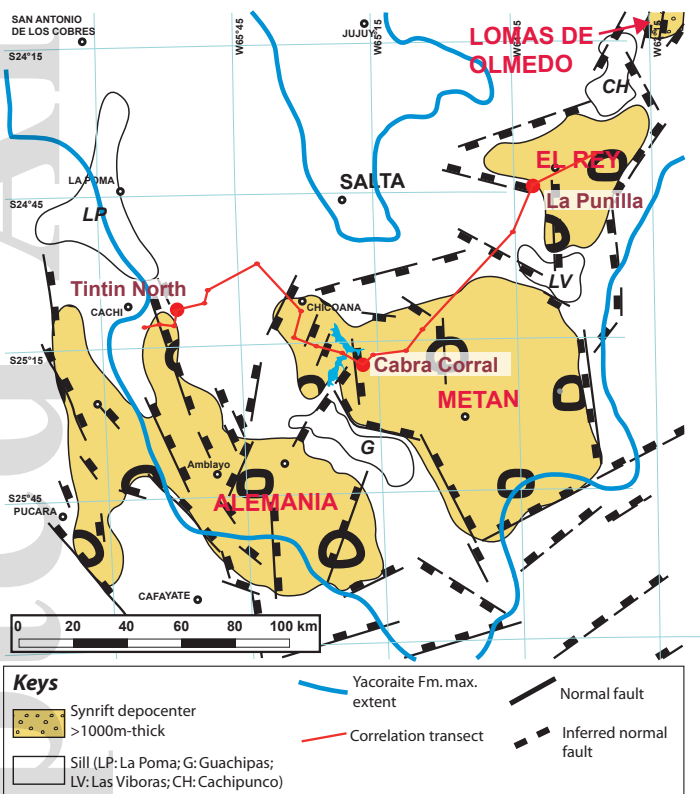 SAN ANTONIO
DE LOS COBRES
S24°15
W65°45
JUJUY
W65°15
LOMAS DE
OLMEDO
CH
EL REY
LA POMA
LP
SALTA
S24°45
La Punilla
LV
Tintin North
CACHI
CHICOANA
S25°15
Cabra Corral
METAN
G
Amblayo
ALEMANIA
S25°45
PUCARA
CAFAYATE
0 20 40 60 80 100 km
Keys
Synrift depocenter
>1000m-thick
Sill (LP: La Poma; G: Guachipas;
LV: Las Viboras; CH: Cachipunco)
Yacoraite Fm. max.
extent
Correlation transect
Normal fault
Inferred normal
fault